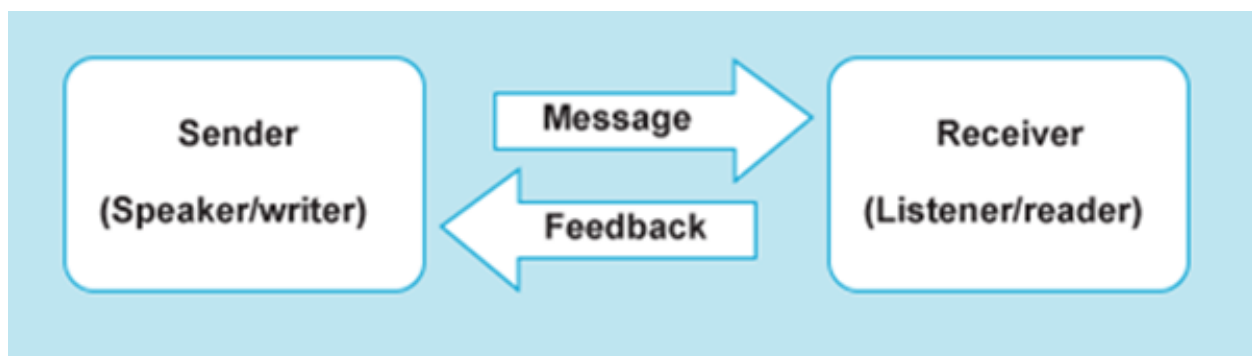 Sender
(Speaker/writer)
Message
Feedback
Receiver
(Listener/reader)